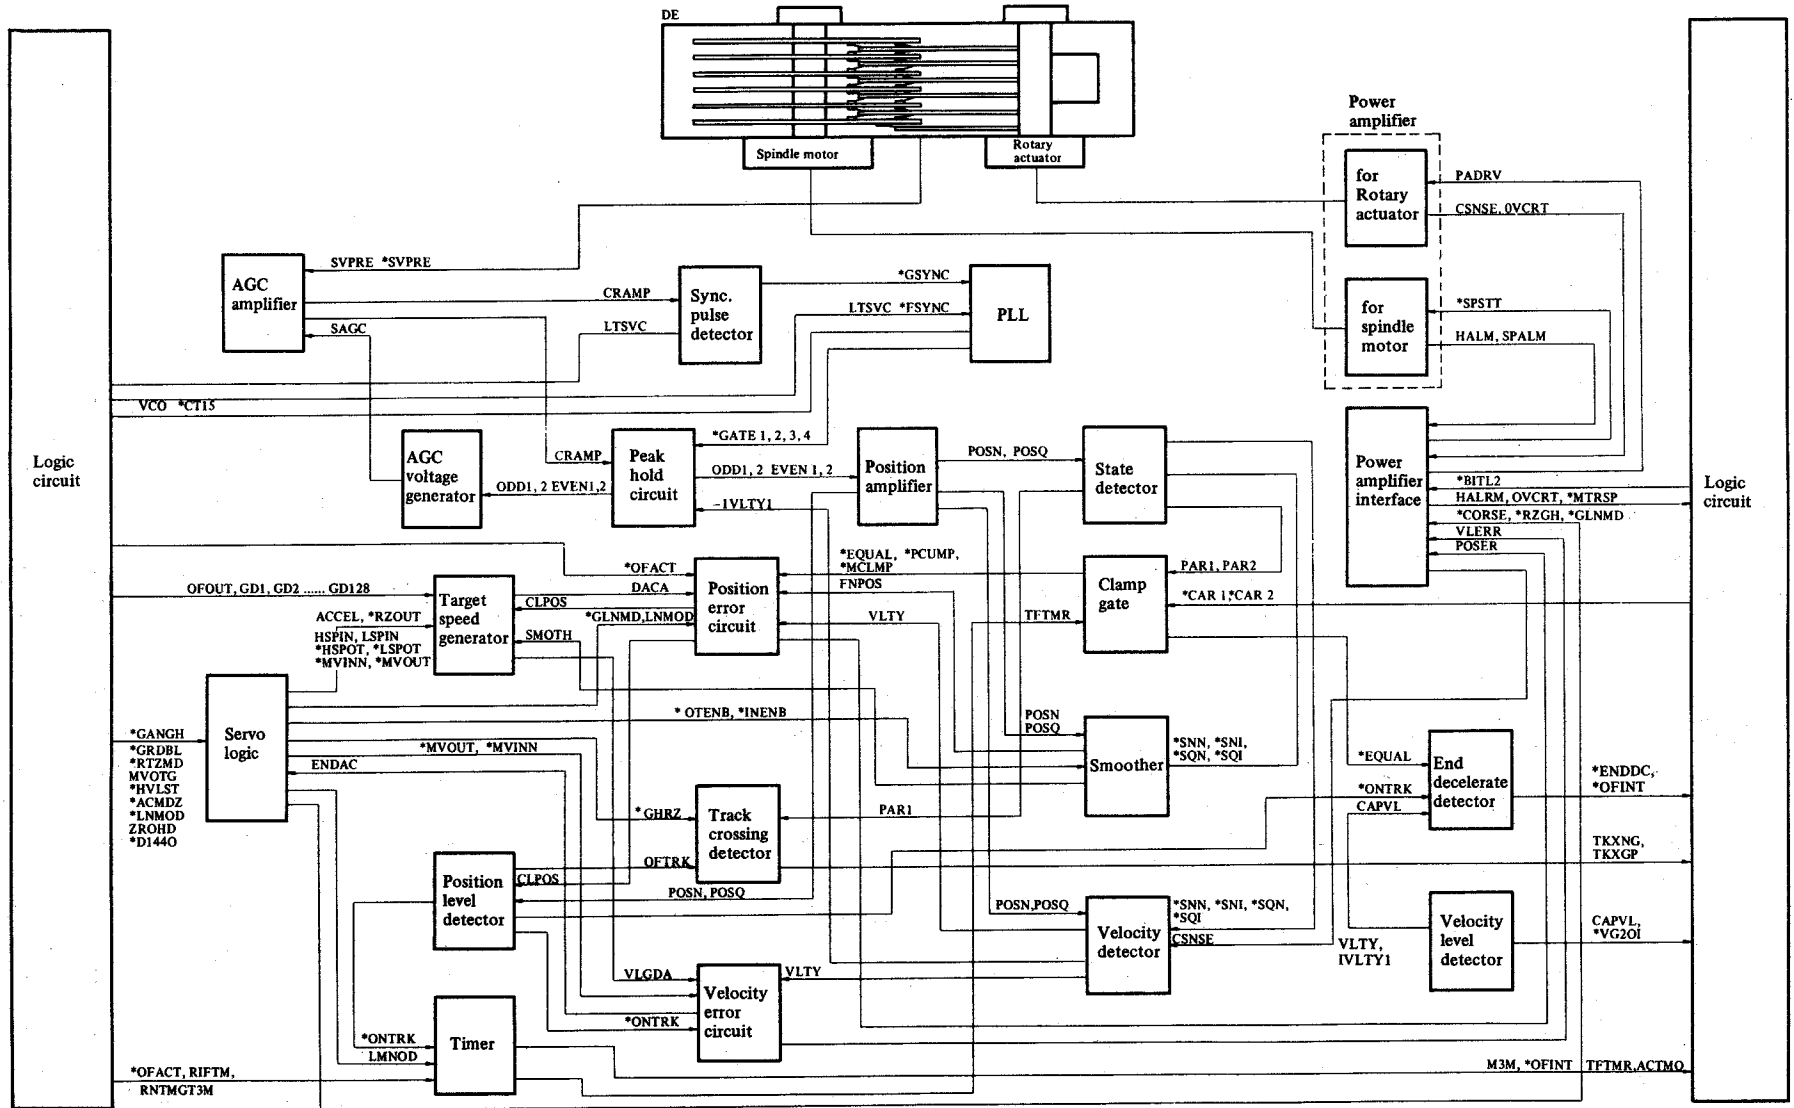 DE
Spindle motor
Rotary
actuator
Power
amplifier
for
Rotary
actuator
PADRV
CSNSE, 0VCRT
for
spindle
motor
*SPSTT
HALM, SPALM
AGC
amplifier
SVPRE *SVPRE
CRAMP
SAGC
LTSVC
Sync.
pulse
detector
*GSYNC
LTSVC *FSYNC
PLL
VCO *CT15
Logic
circuit
AGC
voltage
generator
CRAMP
ODD1, 2 EVEN1,2
Peak
hold
circuit
*GATE 1, 2, 3, 4
ODD1, 2 EVEN 1, 2
-IVLTY1
Position
amplifier
POSN, POSQ
State
detector
Power
amplifier
interface
*BITL2
HALRM, OVCRT, *MTRSP
*CORSE, *RZGH, *GLNMD
VLERR
POSER
Logic
circuit
OFOUT, GD1, GD2 ...... GD128
ACCEL, *RZOUT
HSPIN, LSPIN
*HSPOT, *LSPOT
*MVINN, *MVOUT
Target
speed
generator
*OFACT
DACA
CLPOS
*GLNMD,LNMOD
SMOTH
Position
error
circuit
*EQUAL, *PCUMP,
*MCLMP
FNPOS
VLTY
TFTMR
Clamp
gate
PAR1, PAR2
*CAR 1,*CAR 2
*GANGH
*GRDBL
*RTZMD
MVOTG
*HVLST
*ACMDZ
*LNMOD
ZROHD
*D144O
Servo
logic
* OTENB, *INENB
*MVOUT, *MVINN
ENDAC
POSN
POSQ
Smoother
*SNN, *SNI,
*SQN, *SQI
*EQUAL
*ONTRK
CAPVL
End
decelerate
detector
*ENDDC,
*OFINT
*GHRZ
Track
crossing
detector
PAR1
TKXNG,
TKXGP
OFTRK
CLPOS
POSN, POSQ
Position
level
detector
POSN,POSQ
Velocity
detector
*SNN, *SNI, *SQN,
*SQI
CSNSE
VLTY,
IVLTY1
Velocity
level
detector
CAPVL,
*VG2OI
VLGDA
*ONTRK
Velocity
error
circuit
VLTY
*ONTRK
LMNOD
*OFACT, RIFTM,
RNTMGT3M
Timer
M3M, *OFINT TFTMR,ACTMO